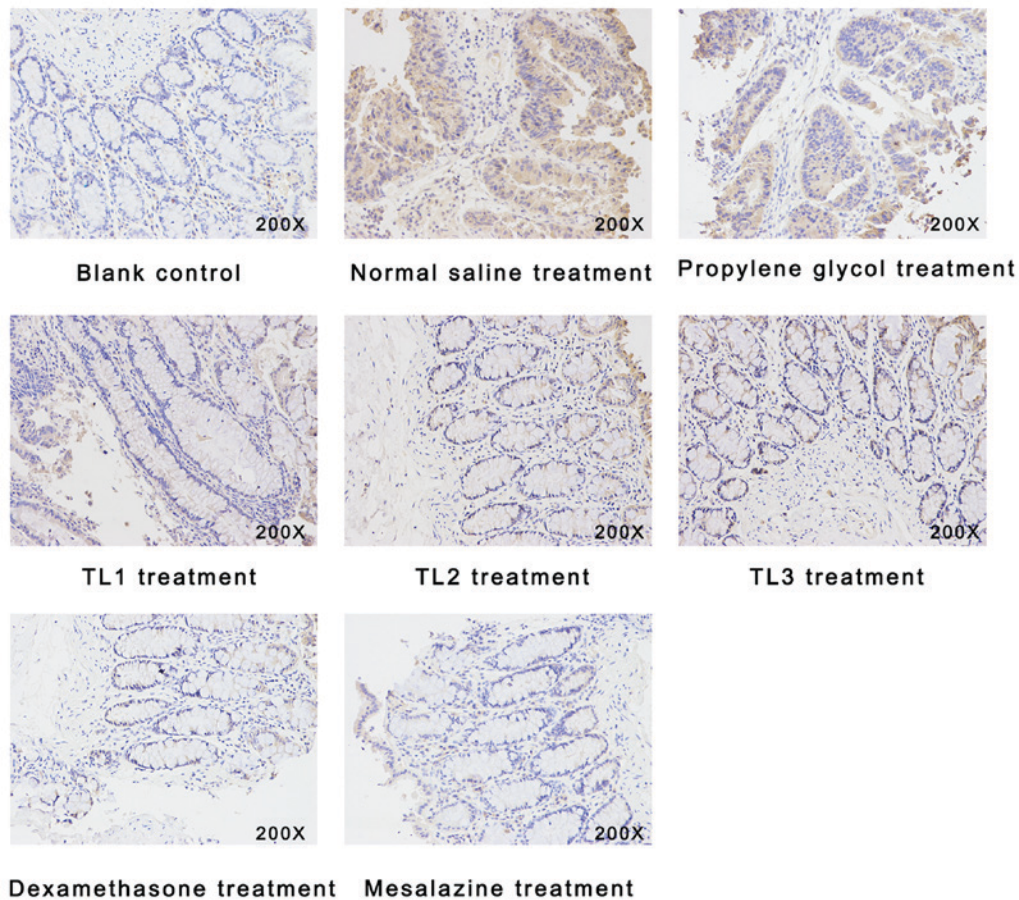 200X 200X 200X
Blank control Normal saline treatment Propylene glycol treatment
200X 200X 200X
TL1 treatment TL2 treatment TL3 treatment
200X 200X
Dexamethasone treatment Mesalazine treatment